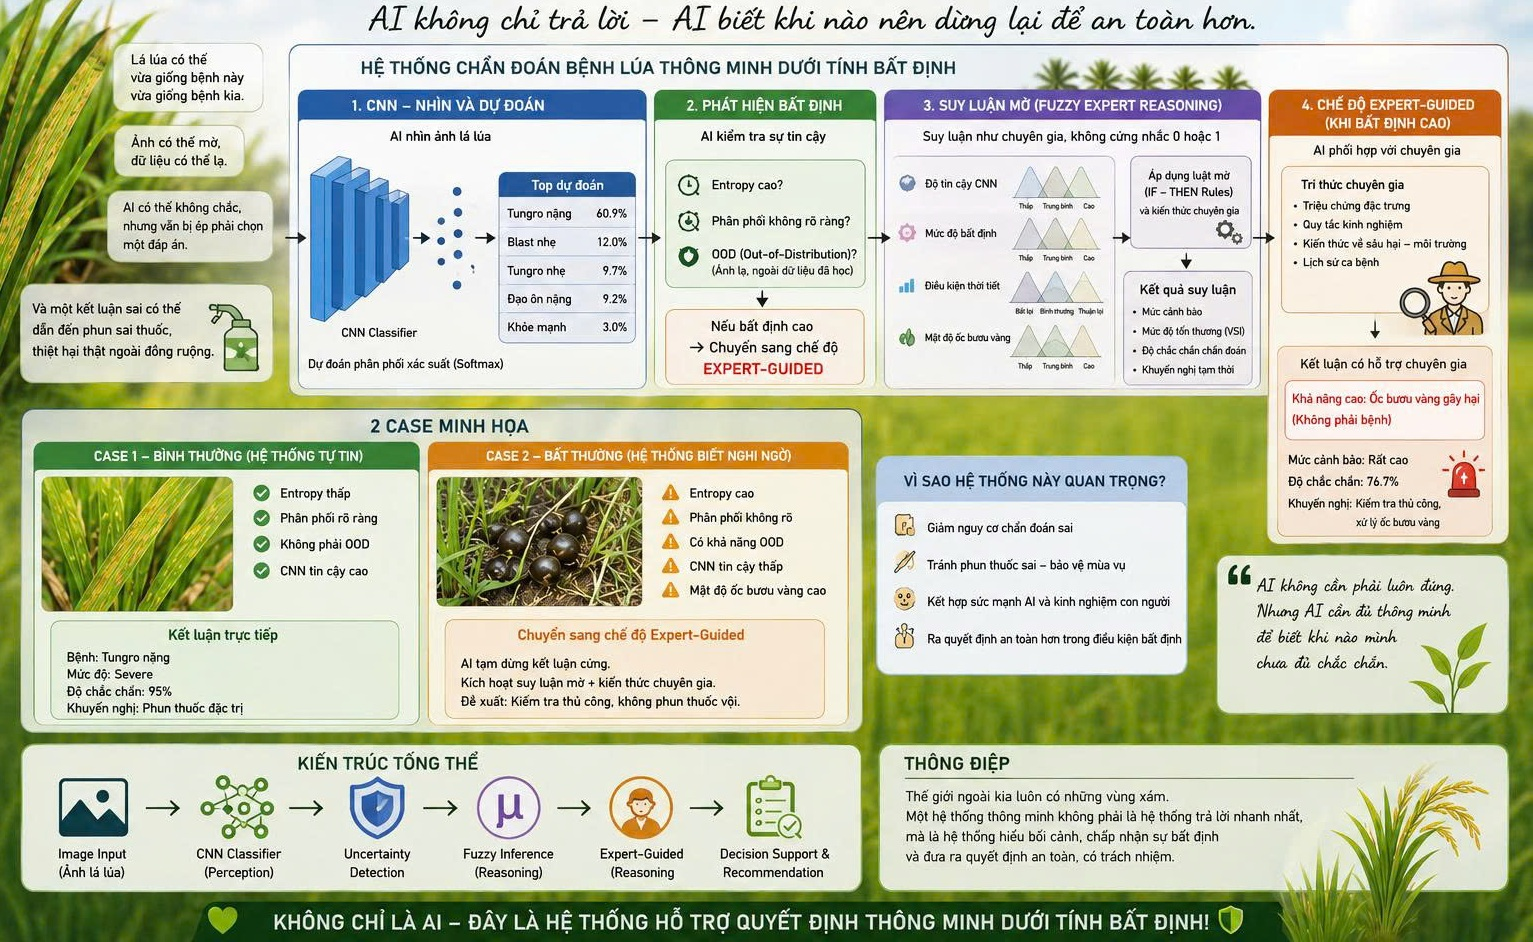 AI không chỉ trả lời – AI biết khi nào nên dừng lại để an toàn hơn.
Lá lúa có thể
vừa giống bệnh này
vừa giống bệnh kia.
Ảnh có thể mờ,
dữ liệu có thể lạ.
AI có thể không chắc,
nhưng vẫn bị ép phải chọn
một đáp án.
Và một kết luận sai có thể
dẫn đến phun sai thuốc,
thiệt hại thật ngoài đồng ruộng.
HỆ THỐNG CHẨN ĐOÁN BỆNH LÚA THÔNG MINH DƯỚI TÍNH BẤT ĐỊNH
1. CNN – NHÌN VÀ DỰ ĐOÁN
AI nhìn ảnh lá lúa
CNN Classifier
Top dự đoán
Tungro nặng 60.9%
Blast nhẹ 12.0%
Tungro nhẹ 9.7%
Đạo ôn nặng 9.2%
Khỏe mạnh 3.0%
Dự đoán phân phối xác suất (Softmax)
2. PHÁT HIỆN BẤT ĐỊNH
AI kiểm tra sự tin cậy
Entropy cao?
Phân phối không rõ ràng?
OOD (Out-of-Distribution)?
(Ảnh lạ, ngoài dữ liệu đã học)
Nếu bất định cao
→ Chuyển sang chế độ
EXPERT-GUIDED
3. SUY LUẬN MỜ (FUZZY EXPERT REASONING)
Suy luận như chuyên gia, không cứng nhắc 0 hoặc 1
Độ tin cậy CNN
Thấp Trung bình Cao
Mức độ bất định
Thấp Trung bình Cao
Điều kiện thời tiết
Bất lợi Bình thường Thuận lợi
Mật độ ốc bươu vàng
Thấp Trung bình Cao
Áp dụng luật mờ
(IF – THEN Rules)
và kiến thức chuyên gia
Kết quả suy luận
• Mức cảnh báo
• Mức độ tổn thương (VSI)
• Độ chắc chắn chẩn đoán
• Khuyến nghị tạm thời
4. CHẾ ĐỘ EXPERT-GUIDED
(KHI BẤT ĐỊNH CAO)
AI phối hợp với chuyên gia
Tri thức chuyên gia
• Triệu chứng đặc trưng
• Quy tắc kinh nghiệm
• Kiến thức về sâu hại – môi trường
• Lịch sử ca bệnh
Kết luận có hỗ trợ chuyên gia
Khả năng cao: Ốc bươu vàng gây hại
(Không phải bệnh)
Mức cảnh báo: Rất cao
Độ chắc chắn: 76.7%
Khuyến nghị: Kiểm tra thủ công,
xử lý ốc bươu vàng
2 CASE MINH HỌA
CASE 1 – BÌNH THƯỜNG (HỆ THỐNG TỰ TIN)
Entropy thấp
Phân phối rõ ràng
Không phải OOD
CNN tin cậy cao
Kết luận trực tiếp
Bệnh: Tungro nặng
Mức độ: Severe
Độ chắc chắn: 95%
Khuyến nghị: Phun thuốc đặc trị
CASE 2 – BẤT THƯỜNG (HỆ THỐNG BIẾT NGHI NGỜ)
Entropy cao
Phân phối không rõ
Có khả năng OOD
CNN tin cậy thấp
Mật độ ốc bươu vàng cao
Chuyển sang chế độ Expert-Guided
AI tạm dừng kết luận cứng.
Kích hoạt suy luận mờ + kiến thức chuyên gia.
Đề xuất: Kiểm tra thủ công, không phun thuốc vội.
VÌ SAO HỆ THỐNG NÀY QUAN TRỌNG?
Giảm nguy cơ chẩn đoán sai
Tránh phun thuốc sai – bảo vệ mùa vụ
Kết hợp sức mạnh AI và kinh nghiệm con người
Ra quyết định an toàn hơn trong điều kiện bất định
“ AI không cần phải luôn đúng.
Nhưng AI cần đủ thông minh
để biết khi nào mình
chưa đủ chắc chắn.
KIẾN TRÚC TỔNG THỂ
Image Input
(Ảnh lá lúa)
CNN Classifier
(Perception)
Uncertainty
Detection
μ
Fuzzy Inference
(Reasoning)
Expert-Guided
(Reasoning
Decision Support &
Recommendation
THÔNG ĐIỆP
Thế giới ngoài kia luôn có những vùng xám.
Một hệ thống thông minh không phải là hệ thống trả lời nhanh nhất,
mà là hệ thống hiểu bối cảnh, chấp nhận sự bất định
và đưa ra quyết định an toàn, có trách nhiệm.
KHÔNG CHỈ LÀ AI – ĐÂY LÀ HỆ THỐNG HỖ TRỢ QUYẾT ĐỊNH THÔNG MINH DƯỚI TÍNH BẤT ĐỊNH!